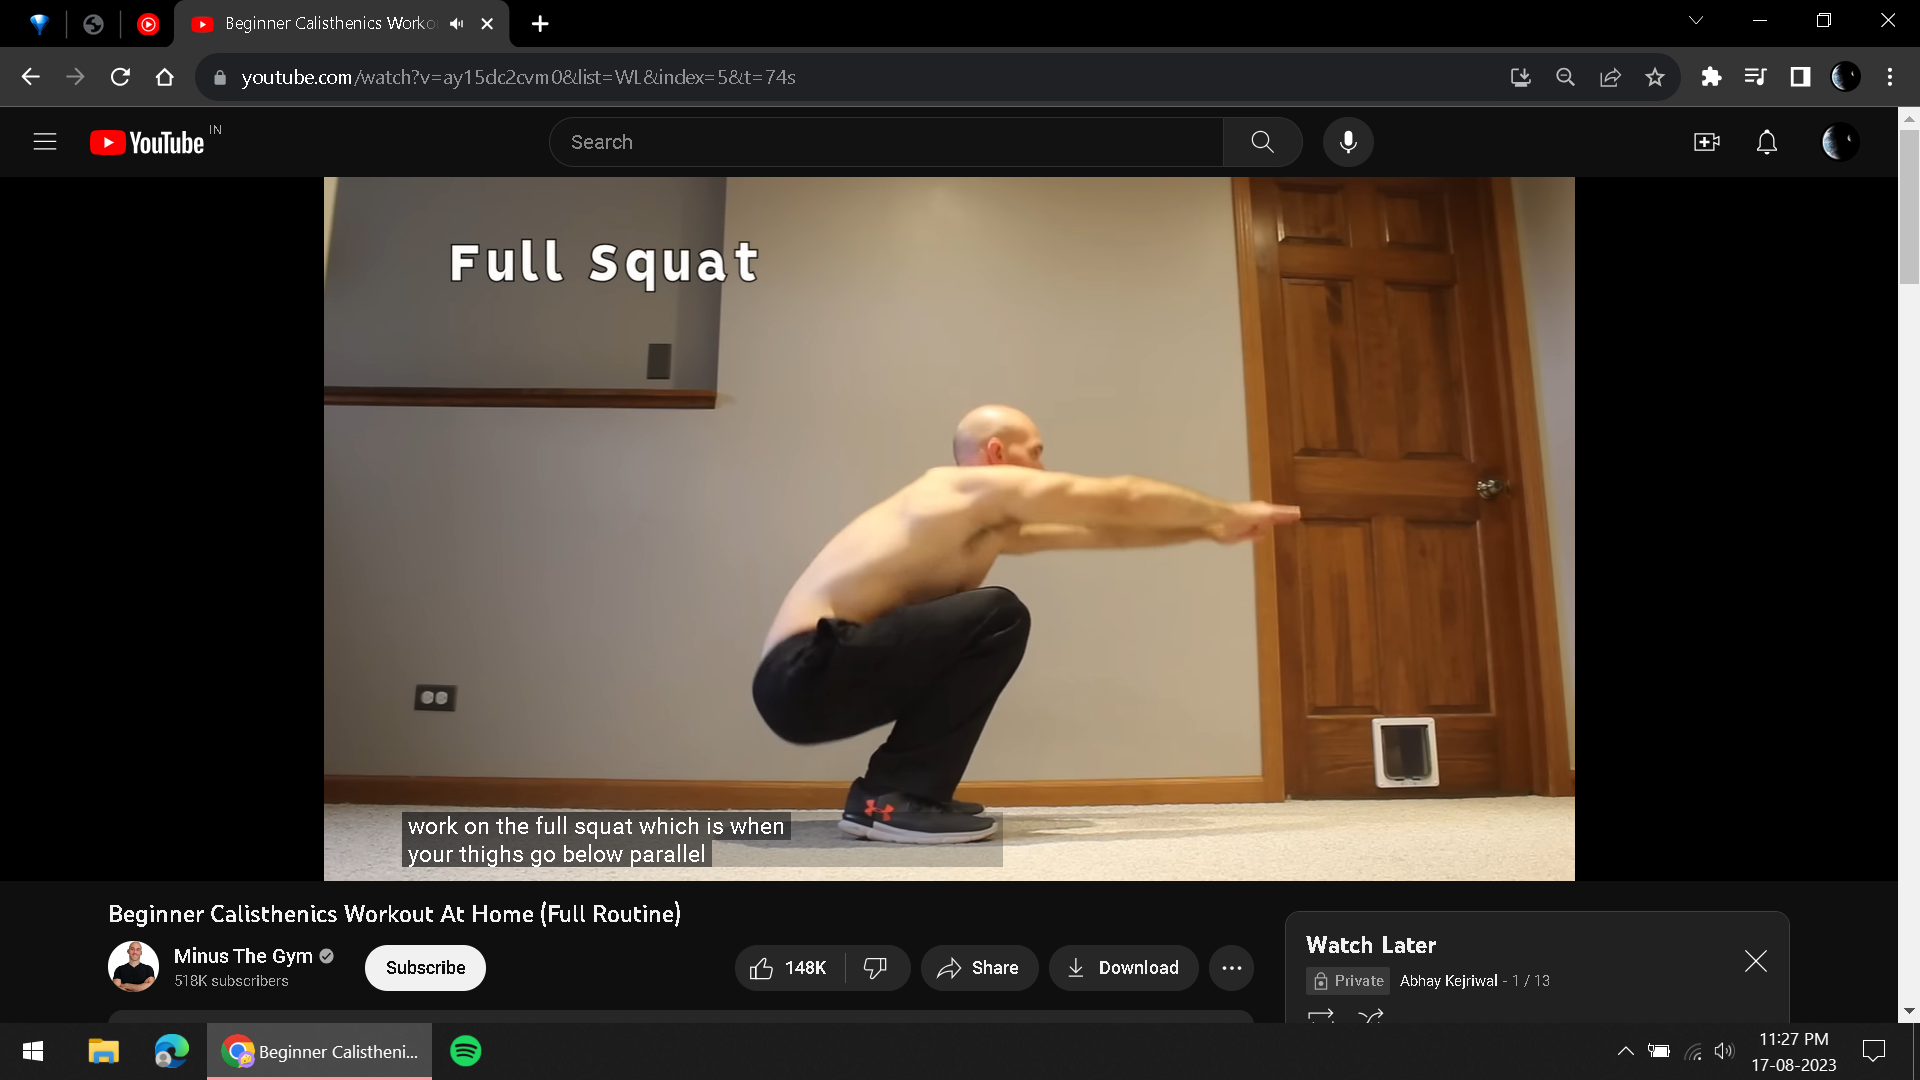 Beginner Calisthenics Worko
youtube.com/watch?v=ay15dc2cvm0&list=WL&index=5&t=74s
YouTube IN
Search
Full Squat
work on the full squat which is when
your thighs go below parallel
Beginner Calisthenics Workout At Home (Full Routine)
Minus The Gym
518K subscribers
Subscribe
148K
Share
Download
Watch Later
Private Abhay Kejriwal - 1 / 13
Beginner Calistheni...
11:27 PM
17-08-2023